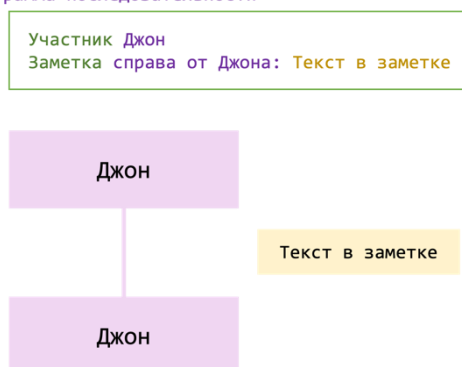 Участник Джон
Заметка справа от Джона: Текст в заметке
Джон
Текст в заметке
Джон